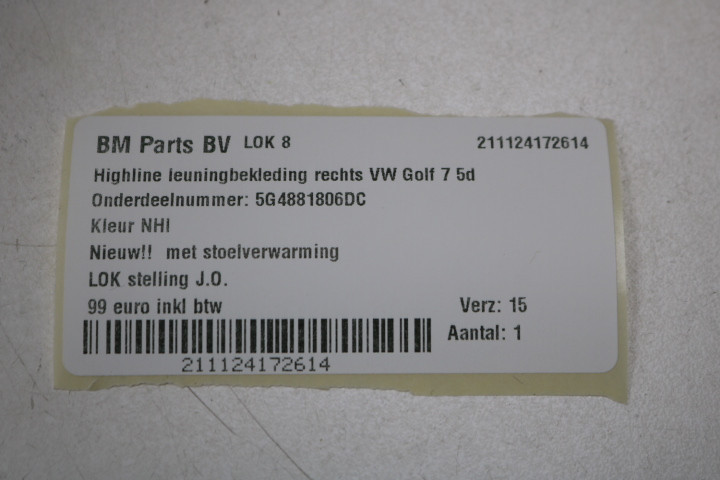 BM Parts BV LOK 8 211124172614
Highline leuningbekleding rechts VW Golf 7 5d
Onderdeelnummer: 5G4881806DC
Kleur NHI
Nieuw!! met stoelverwarming
LOK stelling J.O.
99 euro inkl btw Verz: 15
Aantal: 1
211124172614